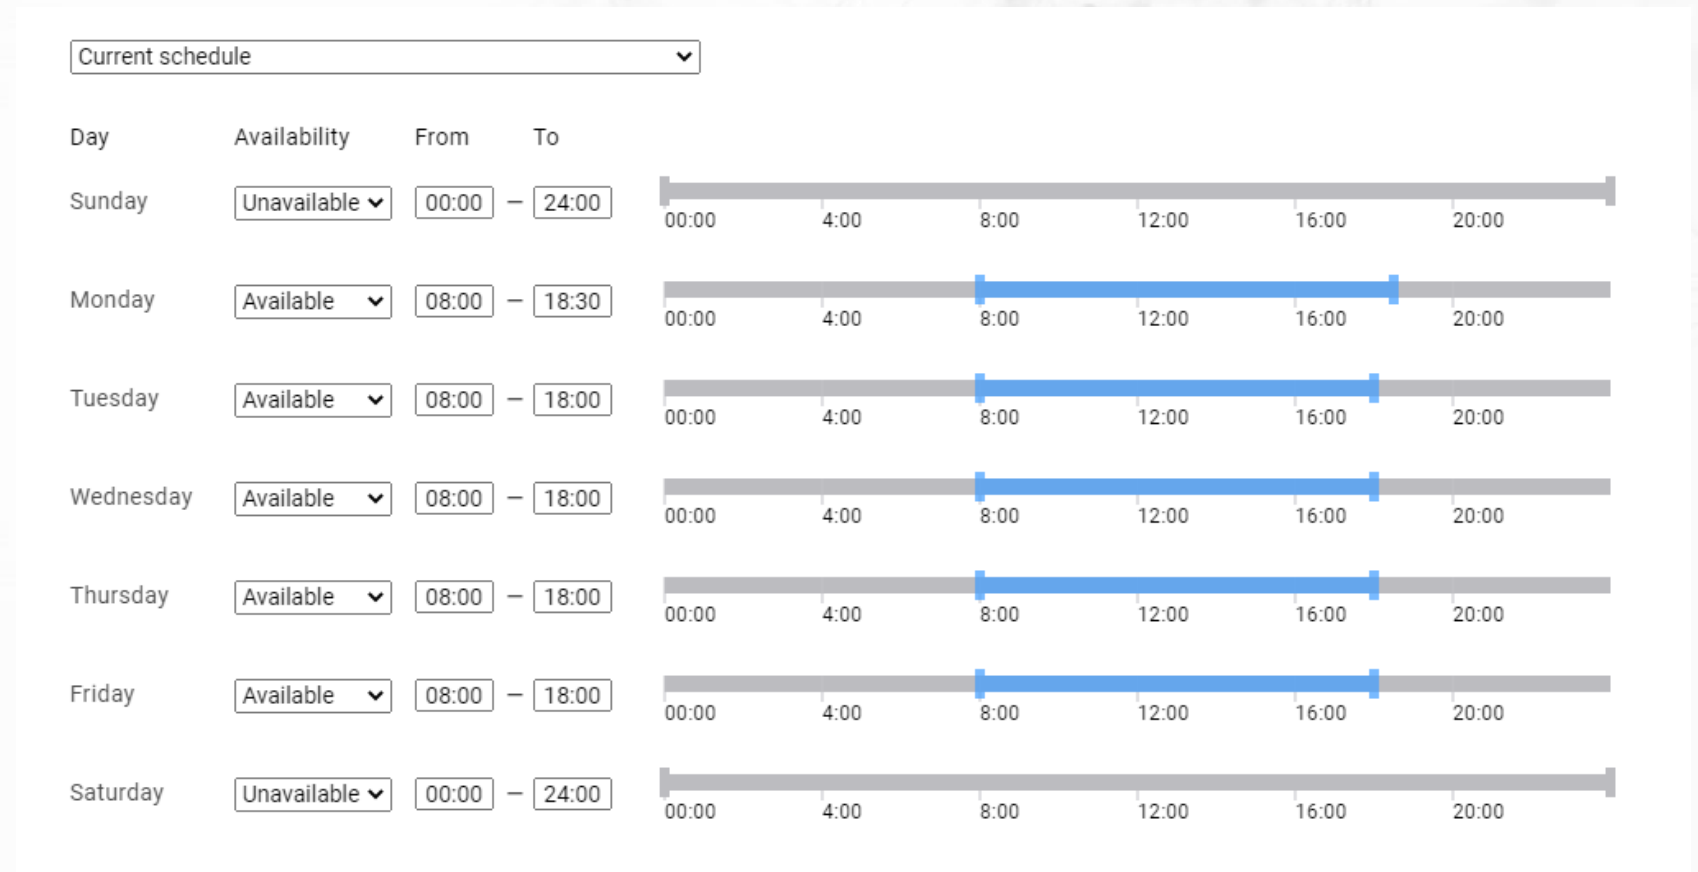 Current schedule
Day Availability From To
Sunday Unavailable 00:00 – 24:00
00:00 4:00 8:00 12:00 16:00 20:00
Monday Available 08:00 – 18:30
00:00 4:00 8:00 12:00 16:00 20:00
Tuesday Available 08:00 – 18:00
00:00 4:00 8:00 12:00 16:00 20:00
Wednesday Available 08:00 – 18:00
00:00 4:00 8:00 12:00 16:00 20:00
Thursday Available 08:00 – 18:00
00:00 4:00 8:00 12:00 16:00 20:00
Friday Available 08:00 – 18:00
00:00 4:00 8:00 12:00 16:00 20:00
Saturday Unavailable 00:00 – 24:00
00:00 4:00 8:00 12:00 16:00 20:00